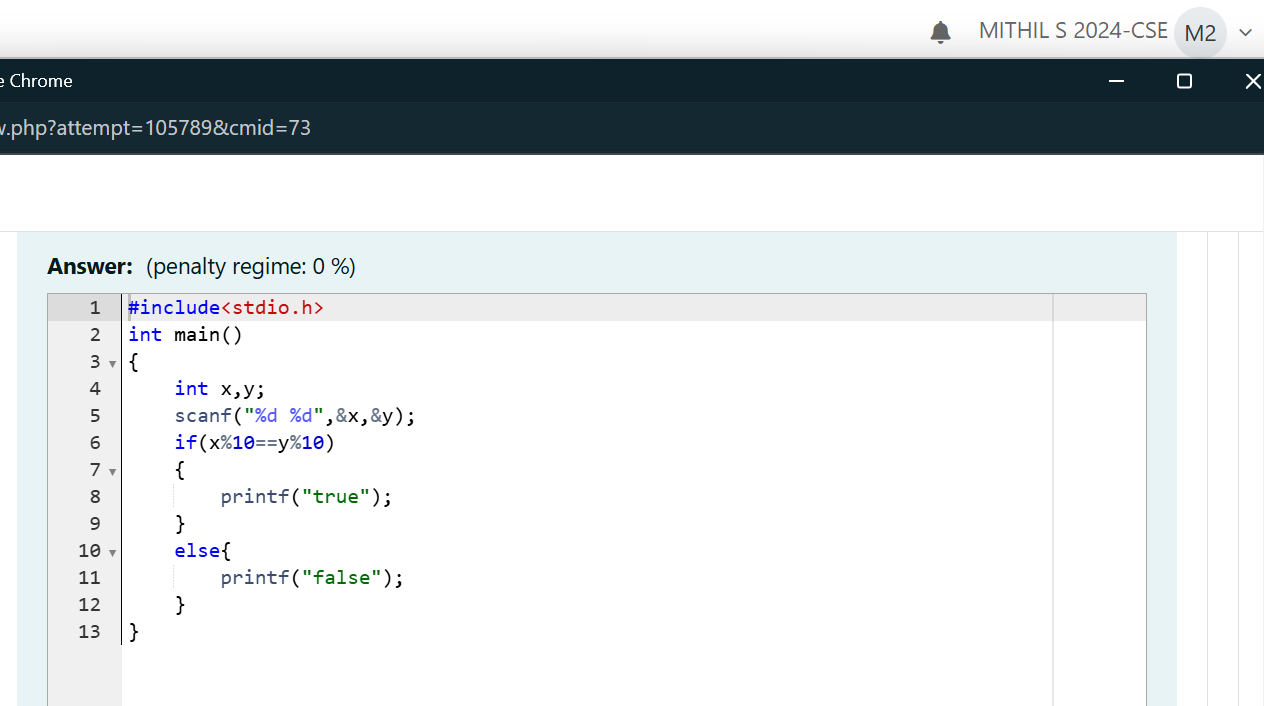 MITHIL S 2024-CSE M2
e Chrome
.php?attempt=105789&cmid=73
Answer: (penalty regime: 0 %)
1 #include<stdio.h>
2 int main()
3 {
4 int x,y;
5 scanf("%d %d",&x,&y);
6 if(x%10==y%10)
7 {
8 printf("true");
9 }
10 else{
11 printf("false");
12 }
13 }